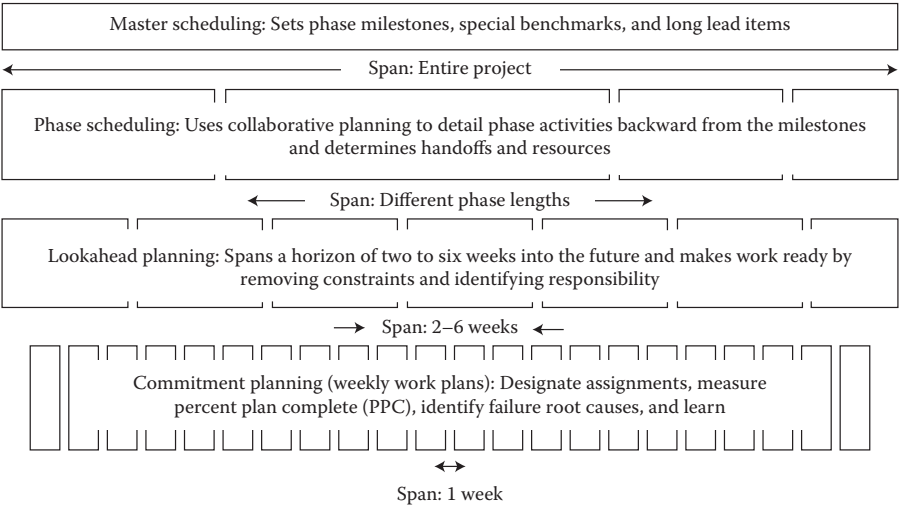 Master scheduling: Sets phase milestones, special benchmarks, and long lead items
Span: Entire project
Phase scheduling: Uses collaborative planning to detail phase activities backward from the milestones
and determines handoffs and resources
Span: Different phase lengths
Lookahead planning: Spans a horizon of two to six weeks into the future and makes work ready by
removing constraints and identifying responsibility
Span: 2–6 weeks
Commitment planning (weekly work plans): Designate assignments, measure
percent plan complete (PPC), identify failure root causes, and learn
Span: 1 week